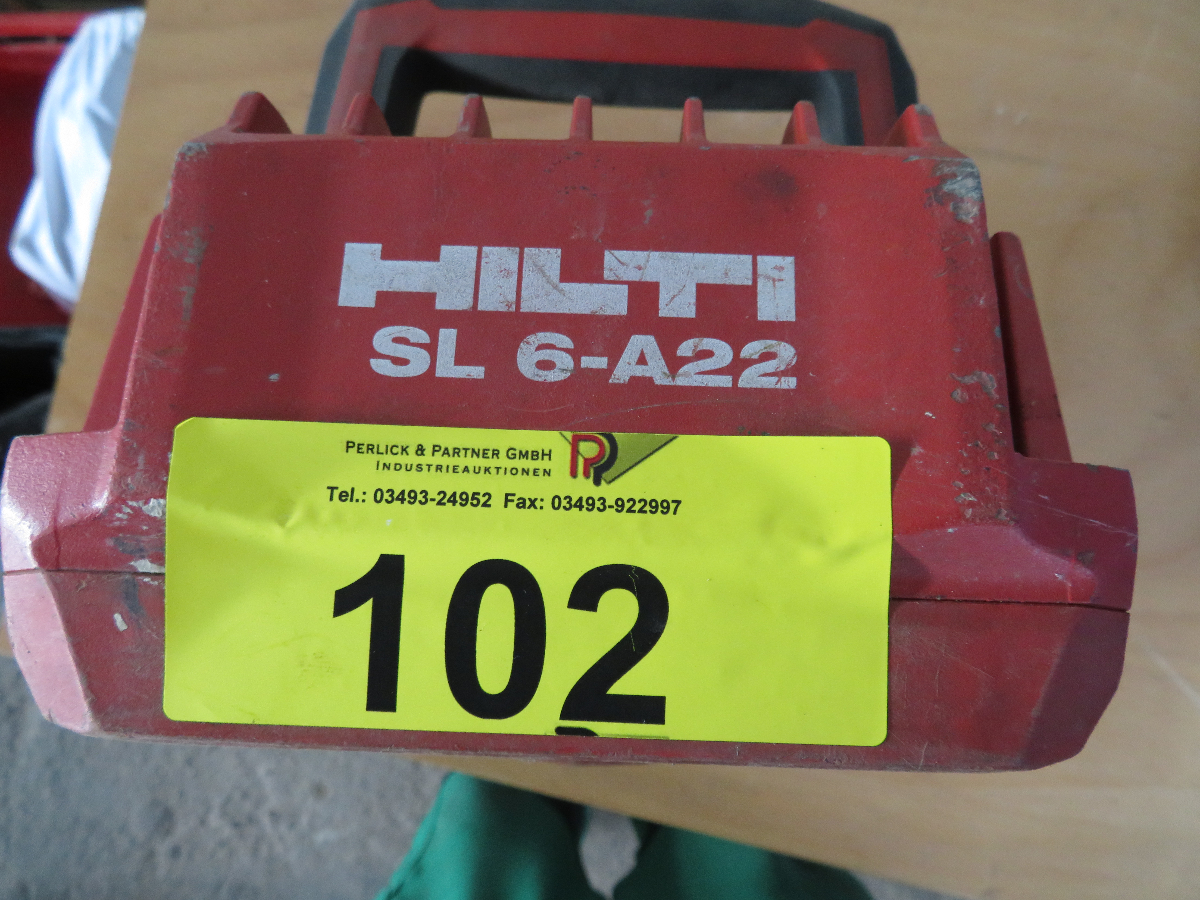 HILTI
SL 6-A22
PERLICK & PARTNER GMBH
INDUSTRIEAUKTIONEN
Tel.: 03493-24952 Fax: 03493-922997
102